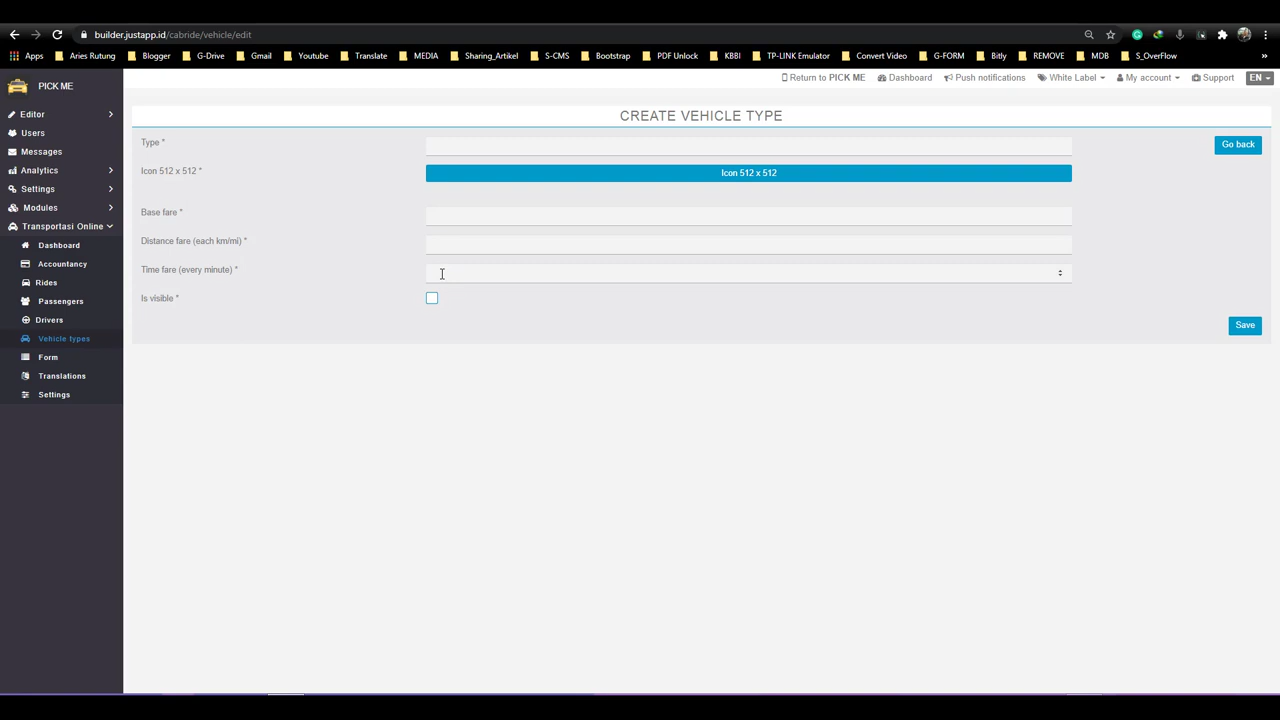 builder.justapp.id/cabride/vehicle/edit
Apps Aries Rutung Blogger G-Drive Gmail Youtube Translate MEDIA Sharing_Artikel S-CMS Bootstrap PDF Unlock KBBI TP-LINK Emulator Convert Video G-FORM Bitly REMOVE MDB S_OverFlow »
PICK ME
Return to PICK ME Dashboard Push notifications White Label My account Support EN
Editor
Users
Messages
Analytics
Settings
Modules
Transportasi Online
Dashboard
Accountancy
Rides
Passengers
Drivers
Vehicle types
Form
Translations
Settings
CREATE VEHICLE TYPE
Type *
Go back
Icon 512 x 512 *
Icon 512 x 512
Base fare *
Distance fare (each km/mi) *
Time fare (every minute) *
Is visible *
Save